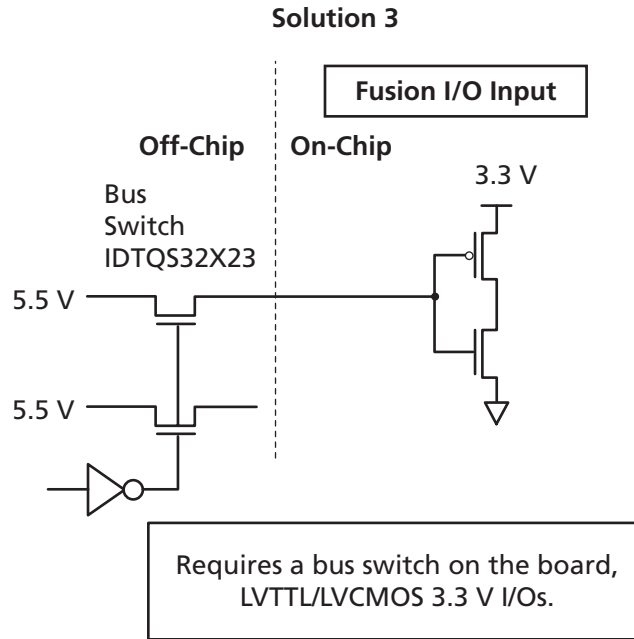 Solution 3
Fusion I/O Input
Off-Chip
On-Chip
3.3 V
Bus
Switch
IDTQS32X23
5.5 V
5.5 V
Requires a bus switch on the board,
LVTTL/LVCMOS 3.3 V I/Os.